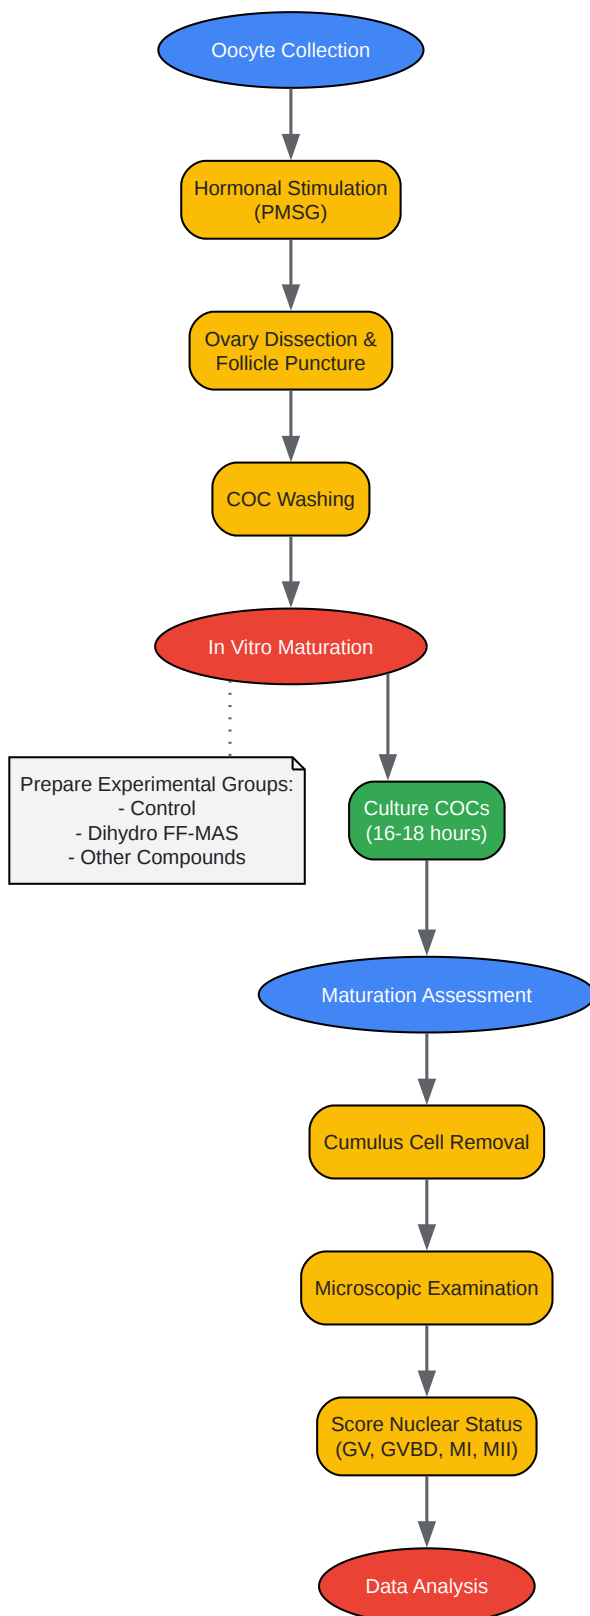 Oocyte Collection
Hormonal Stimulation
(PMSG)
Ovary Dissection &
Follicle Puncture
COC Washing
In Vitro Maturation
Prepare Experimental Groups:
- Control
- Dihydro FF-MAS
- Other Compounds
Culture COCs
(16-18 hours)
Maturation Assessment
Cumulus Cell Removal
Microscopic Examination
Score Nuclear Status
(GV, GVBD, MI, MII)
Data Analysis